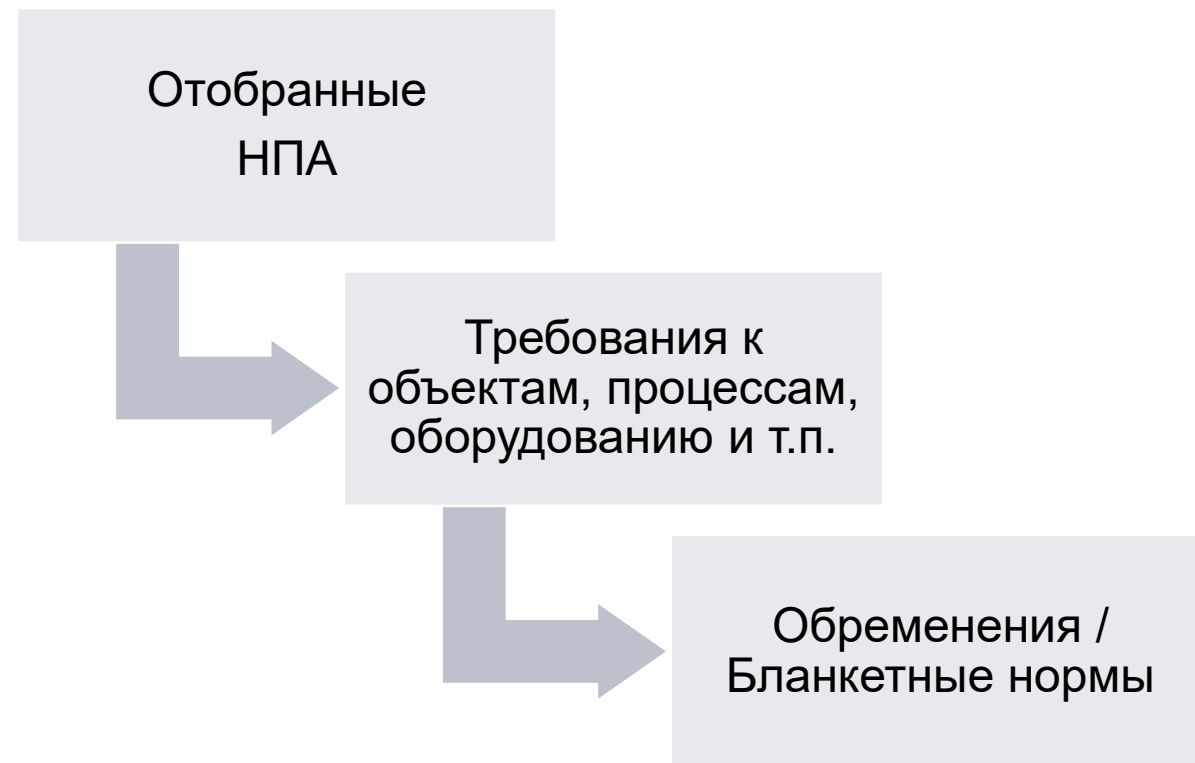 Отобранные
НПА
Требования к
объектам, процессам,
оборудованию и т.п.
Обременения /
Бланкетные нормы